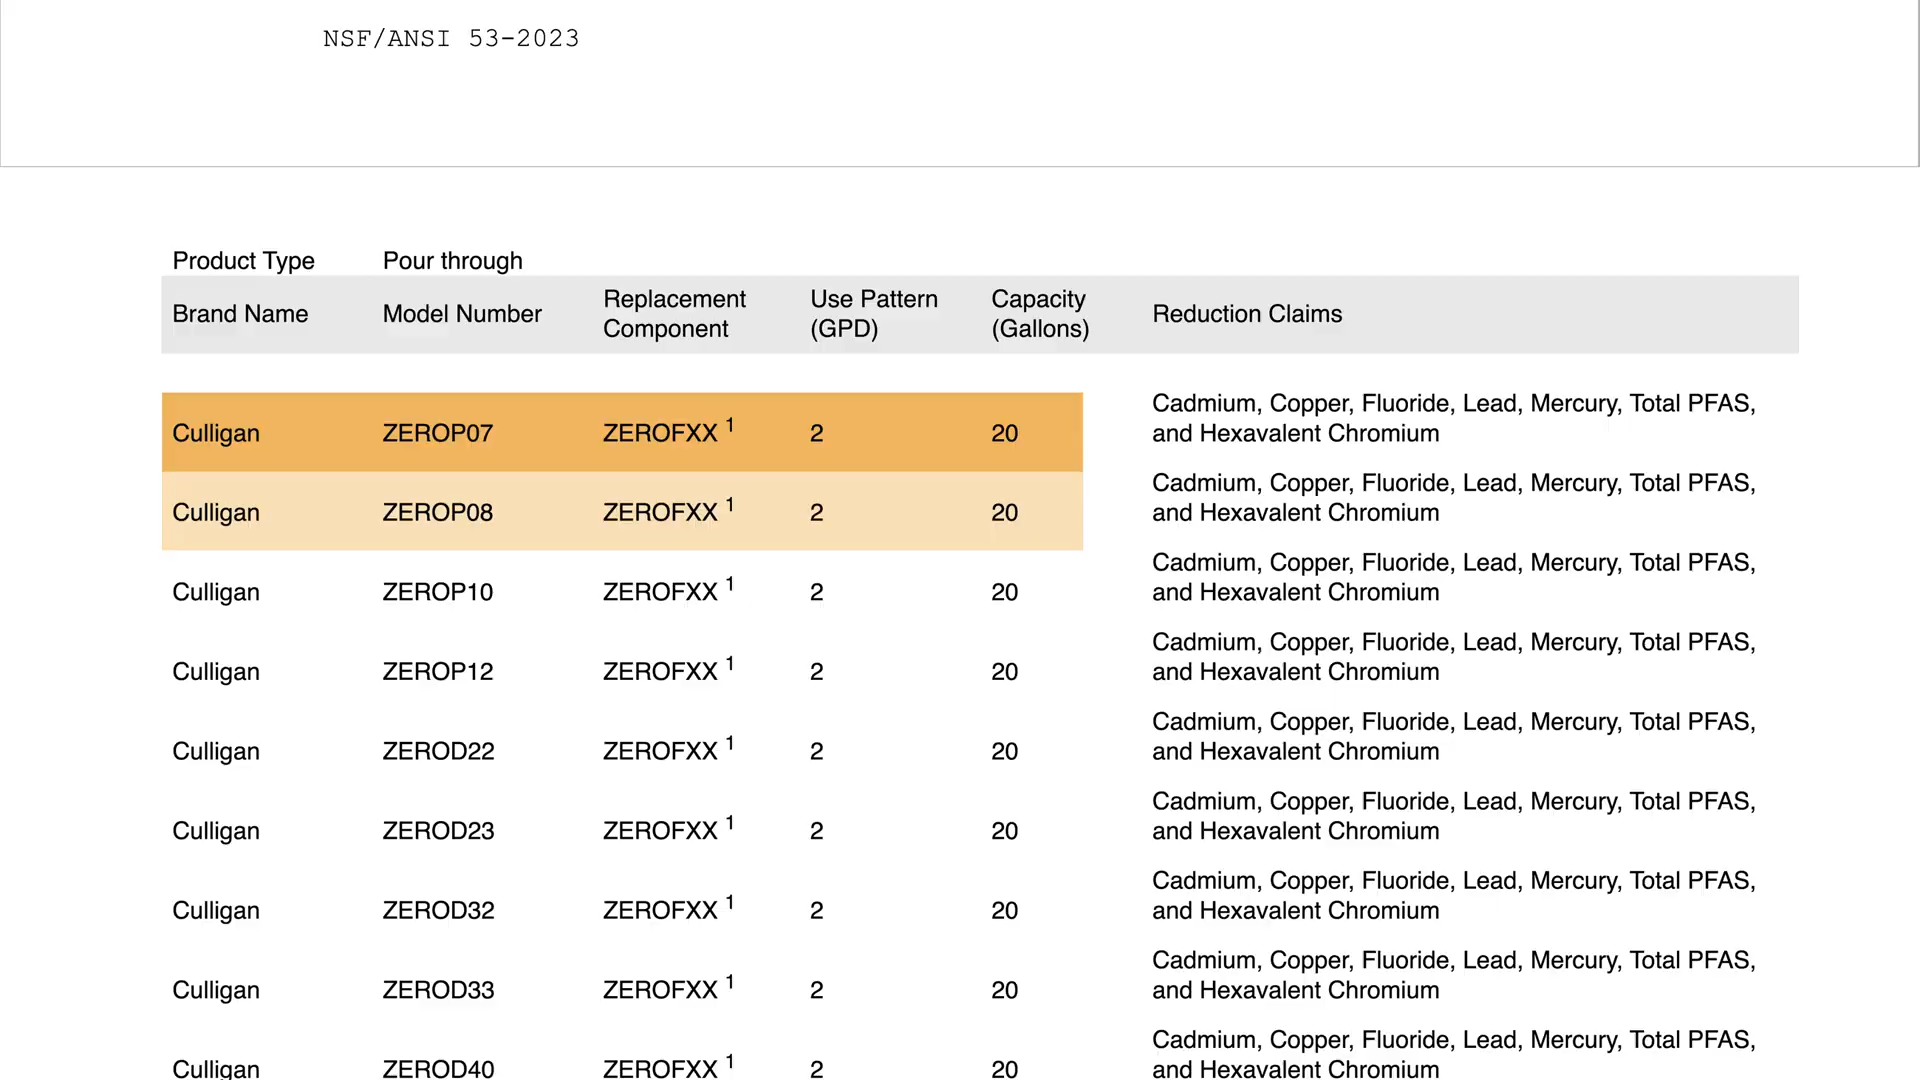 NSF/ANSI 53-2023
Product Type Pour through
Brand Name Model Number Replacement Component Use Pattern (GPD) Capacity (Gallons) Reduction Claims
Culligan ZEROP07 ZEROFXX 1 2 20 Cadmium, Copper, Fluoride, Lead, Mercury, Total PFAS,
and Hexavalent Chromium
Culligan ZEROP08 ZEROFXX 1 2 20 Cadmium, Copper, Fluoride, Lead, Mercury, Total PFAS,
and Hexavalent Chromium
Culligan ZEROP10 ZEROFXX 1 2 20 Cadmium, Copper, Fluoride, Lead, Mercury, Total PFAS,
and Hexavalent Chromium
Culligan ZEROP12 ZEROFXX 1 2 20 Cadmium, Copper, Fluoride, Lead, Mercury, Total PFAS,
and Hexavalent Chromium
Culligan ZEROD22 ZEROFXX 1 2 20 Cadmium, Copper, Fluoride, Lead, Mercury, Total PFAS,
and Hexavalent Chromium
Culligan ZEROD23 ZEROFXX 1 2 20 Cadmium, Copper, Fluoride, Lead, Mercury, Total PFAS,
and Hexavalent Chromium
Culligan ZEROD32 ZEROFXX 1 2 20 Cadmium, Copper, Fluoride, Lead, Mercury, Total PFAS,
and Hexavalent Chromium
Culligan ZEROD33 ZEROFXX 1 2 20 Cadmium, Copper, Fluoride, Lead, Mercury, Total PFAS,
and Hexavalent Chromium
Culligan ZEROD40 ZEROFXX 1 2 20 Cadmium, Copper, Fluoride, Lead, Mercury, Total PFAS,
and Hexavalent Chromium